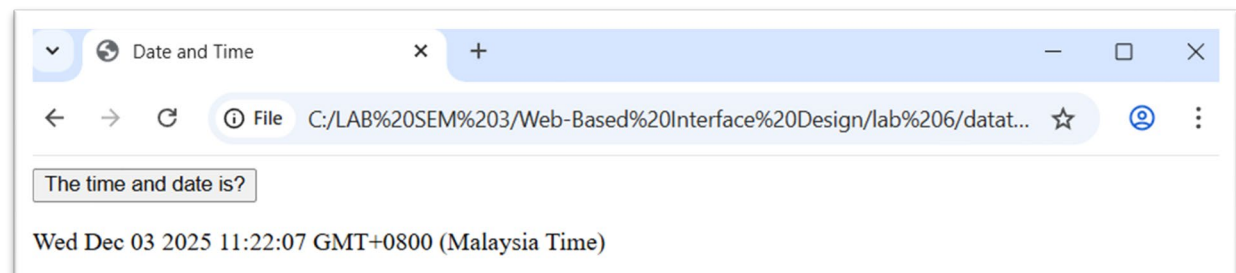 Date and Time
File C:/LAB%20SEM%203/Web-Based%20Interface%20Design/lab%206/datat...
The time and date is?
Wed Dec 03 2025 11:22:07 GMT+0800 (Malaysia Time)